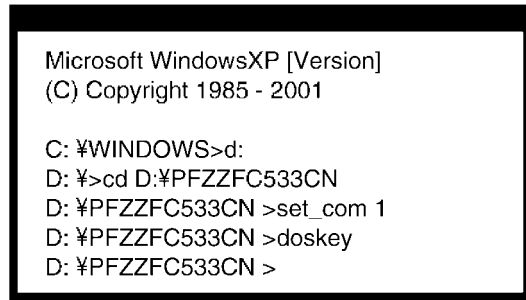 Microsoft WindowsXP [Version]
(C) Copyright 1985 - 2001
C: ¥WINDOWS>d:
D: ¥>cd D:¥PFZZFC533CN
D: ¥PFZZFC533CN >set_com 1
D: ¥PFZZFC533CN >doskey
D: ¥PFZZFC533CN >